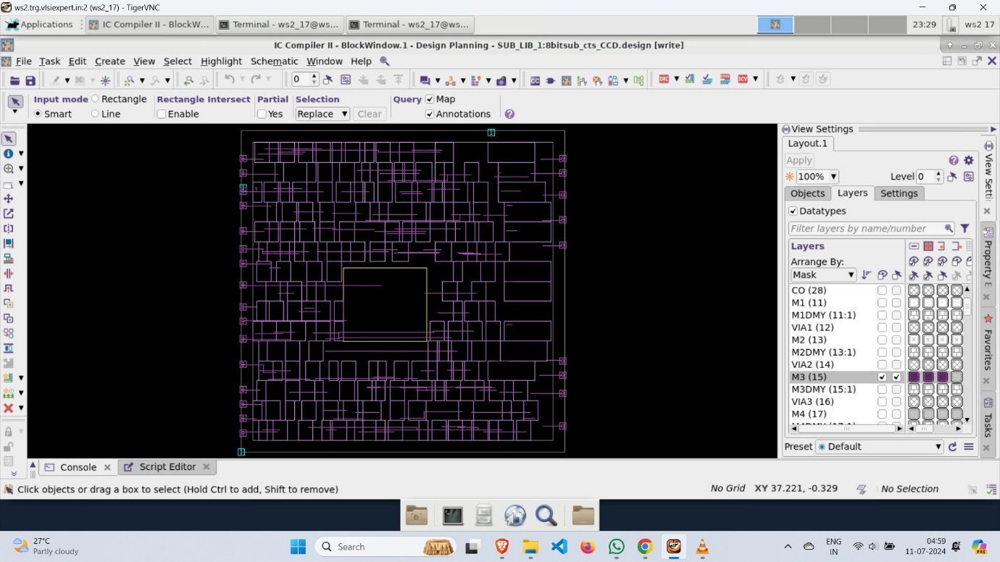 ws2.trg.vlsiexpert.in:2 (ws2_17) - TigerVNC
Applications IC Compiler II - BlockW... Terminal - ws2_17@ws... Terminal - ws2_17@ws... 23:29 ws2 17
IC Compiler II - BlockWindow.1 - Design Planning - SUB_LIB_1:8bitsub_cts_CCD.design [write]
File Task Edit Create View Select Highlight Schematic Window Help
0 DRC ICV
Input mode Rectangle Rectangle Intersect Partial Selection Query Map
Smart Line Enable Yes Replace Clear Annotations
View Settings
Layout.1
Apply
100% Level 0
Objects Layers Settings
Datatypes
Filter layers by name/number
Layers
Arrange By:
Mask
CO (28)
M1 (11)
M1DMY (11:1)
VIA1 (12)
M2 (13)
M2DMY (13:1)
VIA2 (14)
M3 (15)
M3DMY (15:1)
VIA3 (16)
M4 (17)
Preset Default
View Setti
Property E
Favorites
Tasks
Console Script Editor
Click objects or drag a box to select (Hold Ctrl to add, Shift to remove) No Grid XY 37.221, -0.329 No Selection
27°C
Partly cloudy
Search
ENG
IN
04:59
11-07-2024
PRE